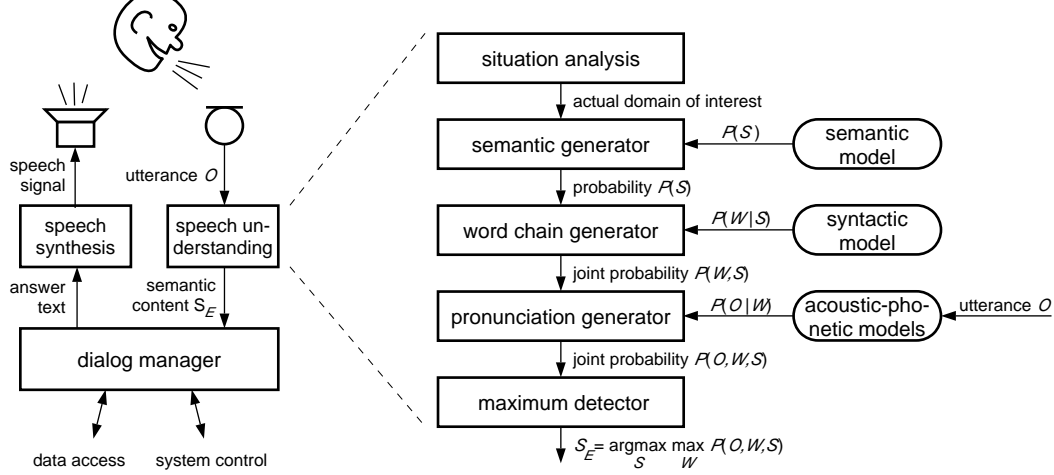 speech
signal
utterance O
speech
synthesis
speech un-
derstanding
answer
text
semantic
content S_E
dialog manager
data access
system control
situation analysis
actual domain of interest
semantic generator
P(S)
semantic
model
probability P(S)
word chain generator
P(W|S)
syntactic
model
joint probability P(W,S)
pronunciation generator
P(O|W)
acoustic-pho-
netic models
utterance O
joint probability P(O,W,S)
maximum detector
S_E = argmax max P(O,W,S)
S W